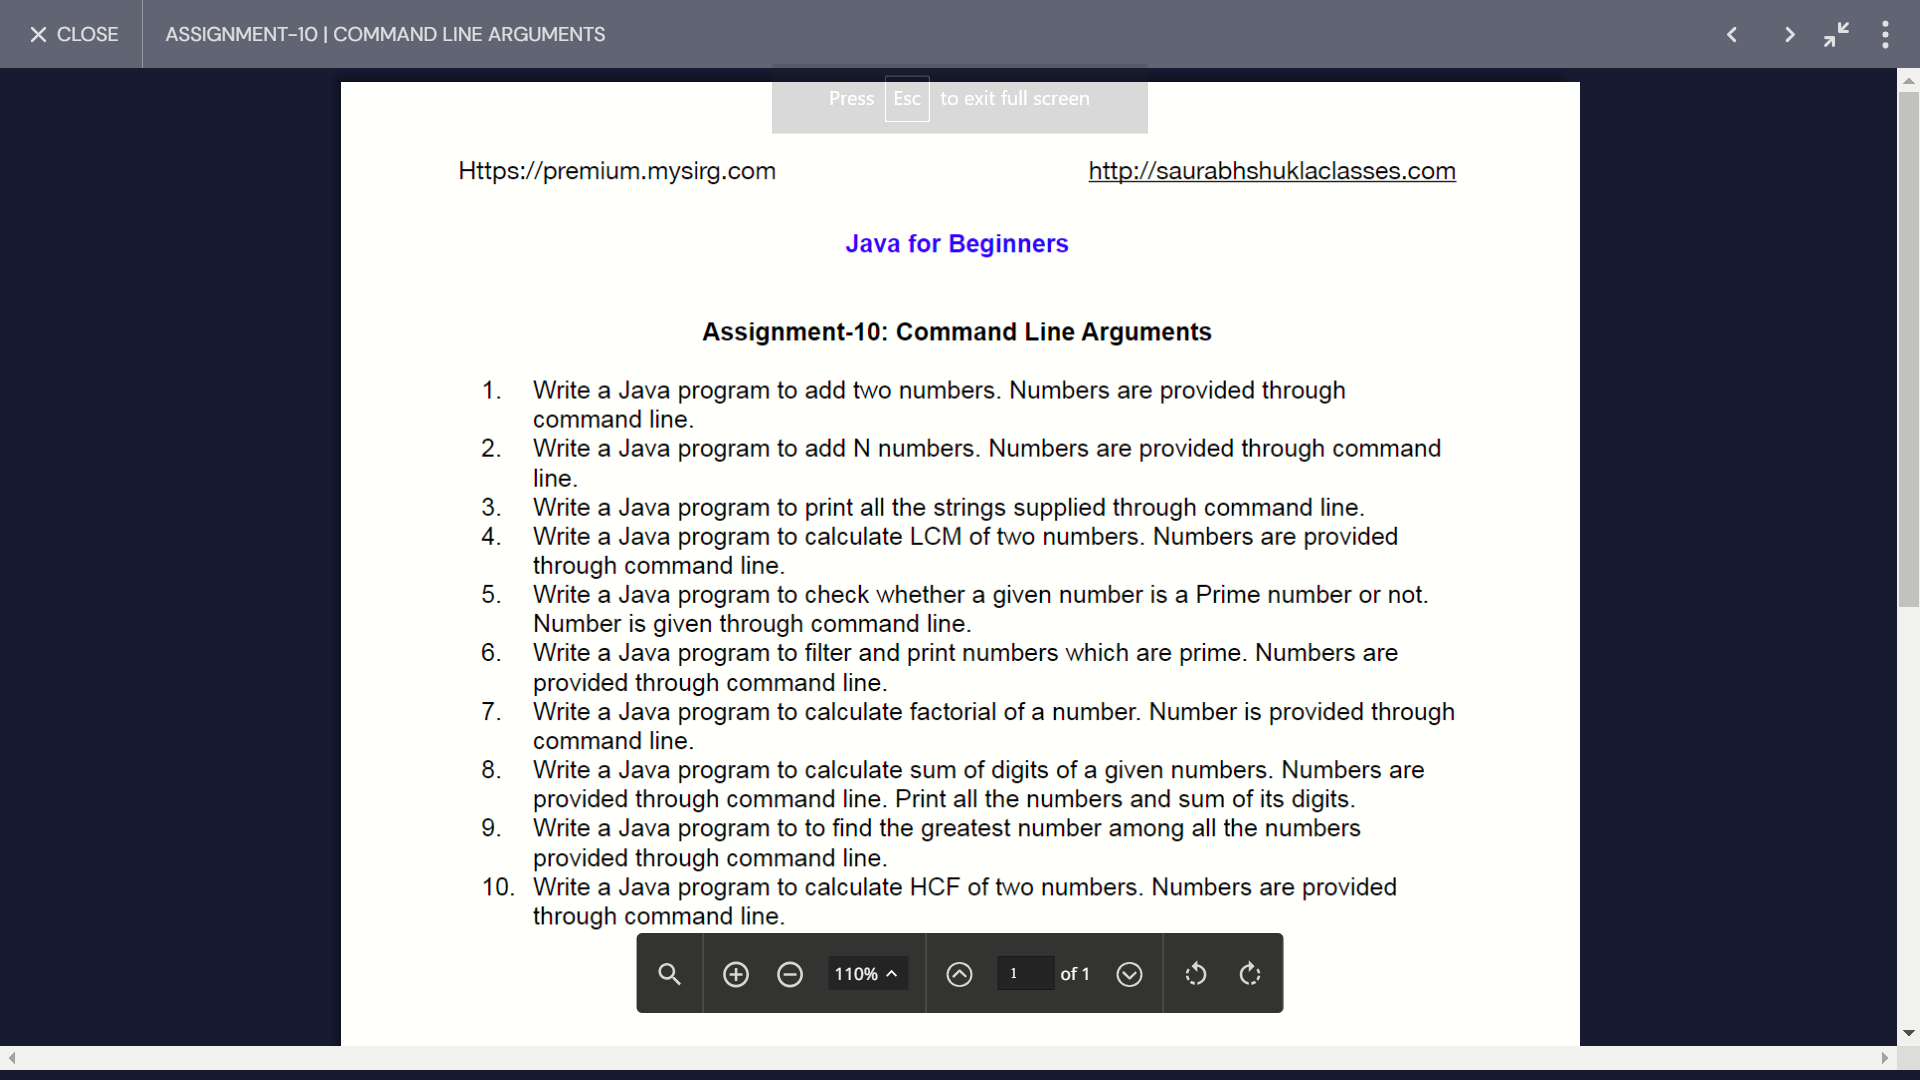 CLOSE
ASSIGNMENT-10 | COMMAND LINE ARGUMENTS
Press Esc to exit full screen
Https://premium.mysirg.com
http://saurabhshuklaclasses.com
Java for Beginners
Assignment-10: Command Line Arguments
1. Write a Java program to add two numbers. Numbers are provided through
command line.
2. Write a Java program to add N numbers. Numbers are provided through command
line.
3. Write a Java program to print all the strings supplied through command line.
4. Write a Java program to calculate LCM of two numbers. Numbers are provided
through command line.
5. Write a Java program to check whether a given number is a Prime number or not.
Number is given through command line.
6. Write a Java program to filter and print numbers which are prime. Numbers are
provided through command line.
7. Write a Java program to calculate factorial of a number. Number is provided through
command line.
8. Write a Java program to calculate sum of digits of a given numbers. Numbers are
provided through command line. Print all the numbers and sum of its digits.
9. Write a Java program to to find the greatest number among all the numbers
provided through command line.
10. Write a Java program to calculate HCF of two numbers. Numbers are provided
through command line.
110%
1 of 1